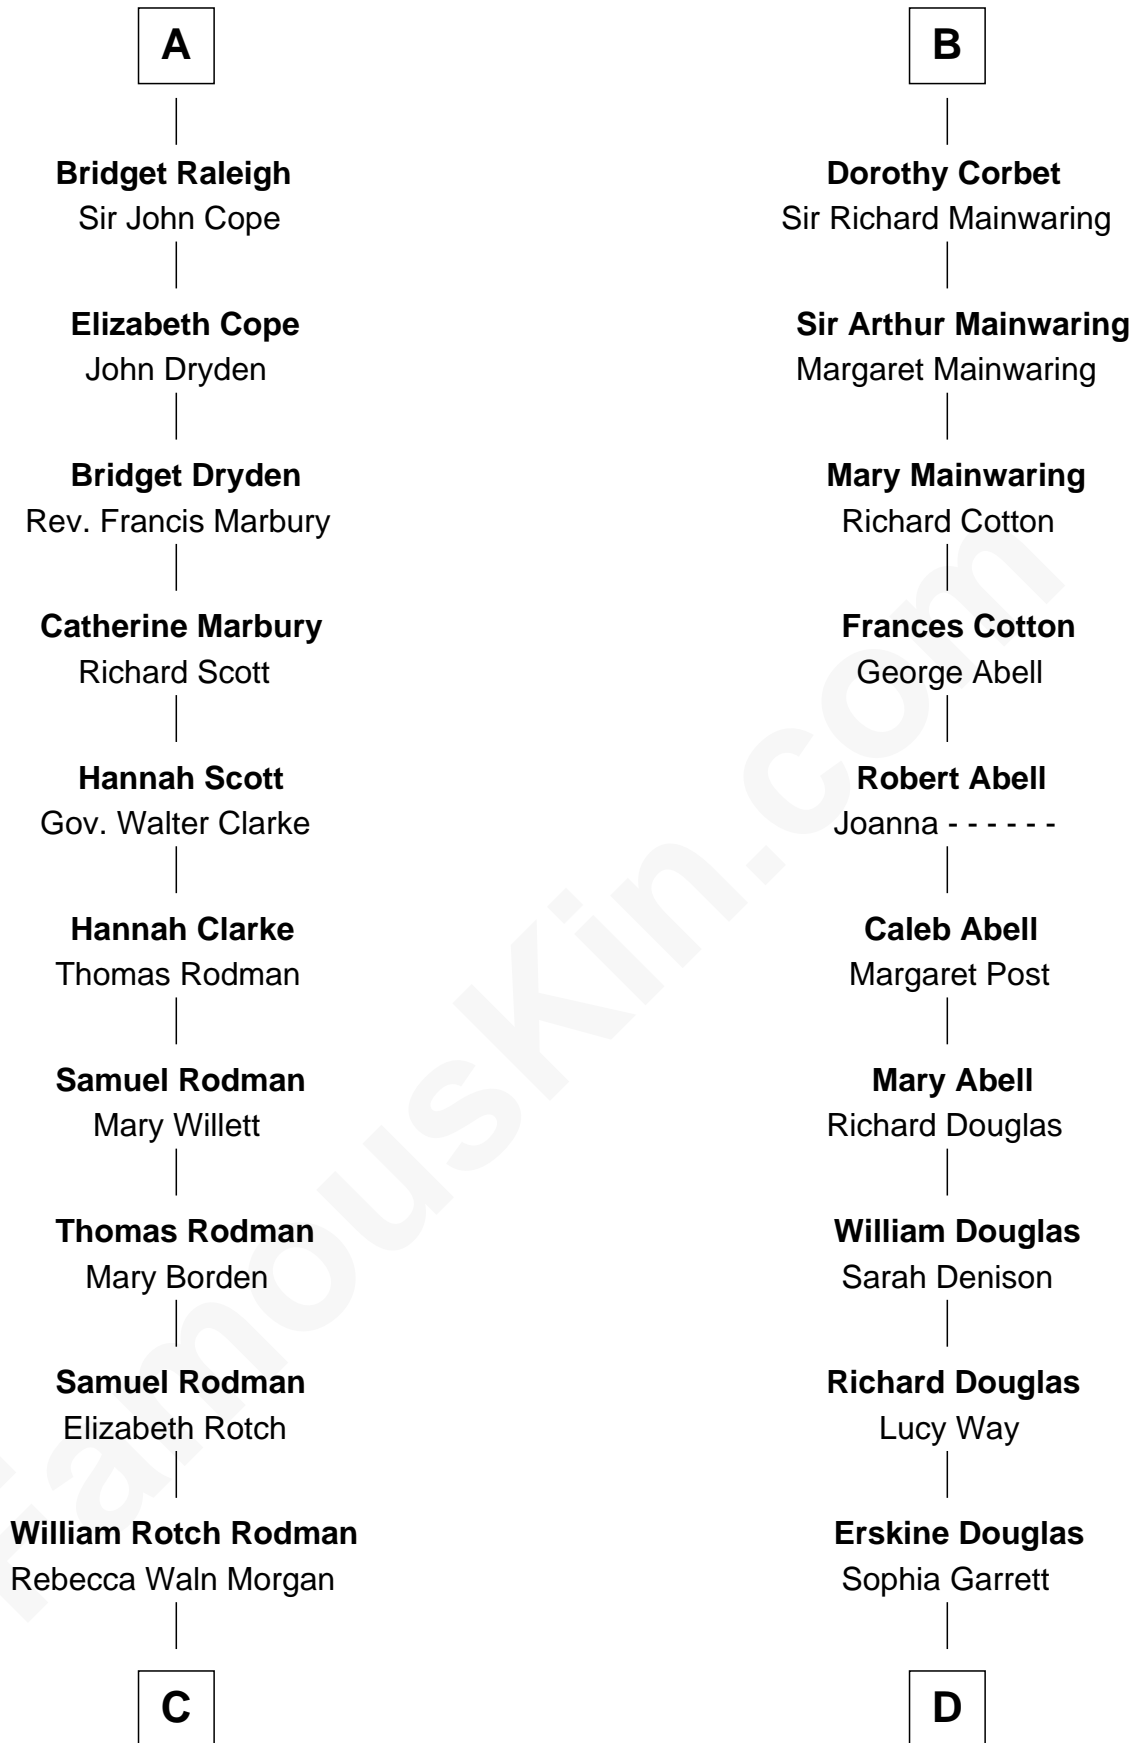 A
Bridget Raleigh
Sir John Cope
Elizabeth Cope
John Dryden
Bridget Dryden
Rev. Francis Marbury
Catherine Marbury
Richard Scott
Hannah Scott
Gov. Walter Clarke
Hannah Clarke
Thomas Rodman
Samuel Rodman
Mary Willett
Thomas Rodman
Mary Borden
Samuel Rodman
Elizabeth Rotch
William Rotch Rodman
Rebecca Waln Morgan
C
B
Dorothy Corbet
Sir Richard Mainwaring
Sir Arthur Mainwaring
Margaret Mainwaring
Mary Mainwaring
Richard Cotton
Frances Cotton
George Abell
Robert Abell
Joanna - - - - - -
Caleb Abell
Margaret Post
Mary Abell
Richard Douglas
William Douglas
Sarah Denison
Richard Douglas
Lucy Way
Erskine Douglas
Sophia Garrett
D
FamousKin.com